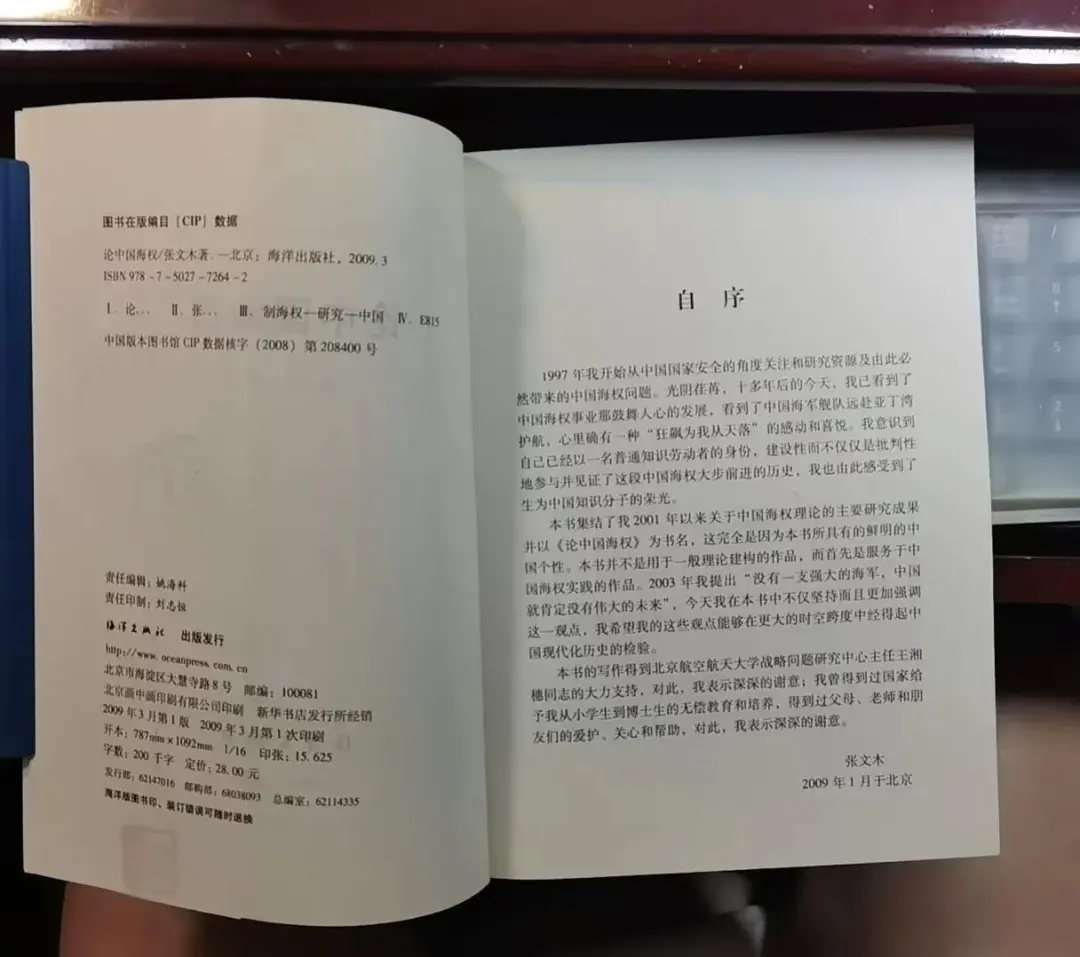 图书在版编目（CIP）数据
论中国海权/张文木著.—北京：海洋出版社，2009.3
ISBN 978-7-5027-7264-2
Ⅰ.论… Ⅱ.张… Ⅲ.制海权—研究—中国 Ⅳ.E815
中国版本图书馆CIP数据核字（2008）第208400号
责任编辑：姚海科
责任印制：刘志恒
海洋出版社 出版发行
http://www.oceanpress.com.cn
北京市海淀区大慧寺路8号 邮编：100081
北京画中画印刷有限公司印刷 新华书店发行所经销
2009年3月第1版 2009年3月第1次印刷
开本：787mm×1092mm 1/16 印张：15.625
字数：200千字 定价：28.00元
发行部：62147016 邮购部：68038093 总编室：62114335
海洋版图书印、装订错误可随时退换
自 序
1997年我开始从中国国家安全的角度关注和研究资源及由此必
然带来的中国海权问题。光阴荏苒，十多年后的今天，我已看到了
中国海权事业那鼓舞人心的发展，看到了中国海军舰队远赴亚丁湾
护航，心里确有一种“狂飙为我从天落”的感动和喜悦。我意识到
自己已经以一名普通知识劳动者的身份，建设性而不仅仅是批判性
地参与并见证了这段中国海权大步前进的历史，我也由此感受到了
生为中国知识分子的荣光。
本书集结了我2001年以来关于中国海权理论的主要研究成果
并以《论中国海权》为书名，这完全是因为本书所具有的鲜明的中
国个性。本书并不是用于一般理论建构的作品，而首先是服务于中
国海权实践的作品。2003年我提出“没有一支强大的海军，中国
就肯定没有伟大的未来”，今天我在本书中不仅坚持而且更加强调
这一观点，我希望我的这些观点能够在更大的时空跨度中经得起中
国现代化历史的检验。
本书的写作得到北京航空航天大学战略问题研究中心主任王湘
穗同志的大力支持，对此，我表示深深的谢意；我曾得到过国家给
予我从小学生到博士生的无偿教育和培养，得到过父母、老师和朋
友们的爱护、关心和帮助，对此，我表示深深的谢意。
张文木
2009年1月于北京